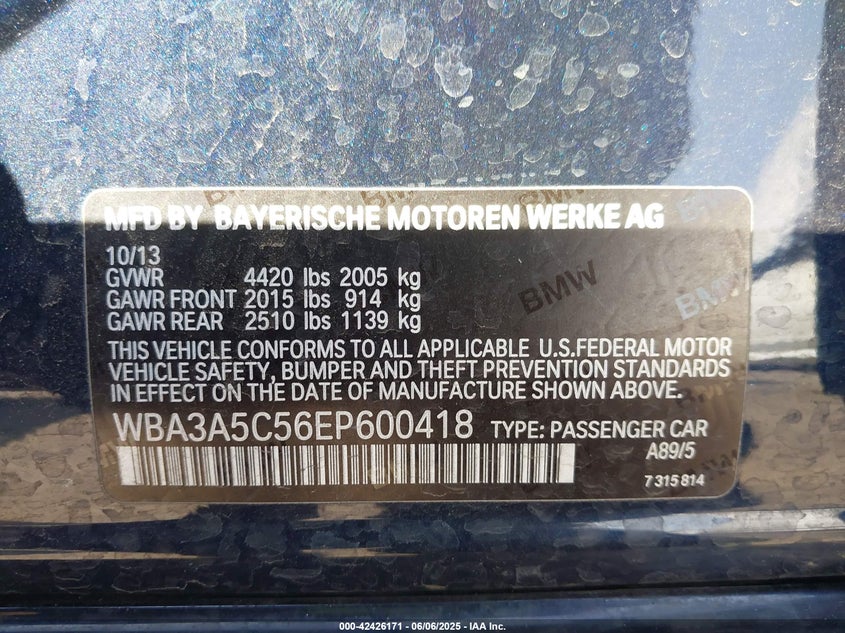 MFD BY BAYERISCHE MOTOREN WERKE AG
10/13
GVWR 4420 lbs 2005 kg
GAWR FRONT 2015 lbs 914 kg
GAWR REAR 2510 lbs 1139 kg
THIS VEHICLE CONFORMS TO ALL APPLICABLE U.S.FEDERAL MOTOR
VEHICLE SAFETY, BUMPER AND THEFT PREVENTION STANDARDS
IN EFFECT ON THE DATE OF MANUFACTURE SHOWN ABOVE.
WBA3A5C56EP600418 TYPE: PASSENGER CAR
A89/5
7 315 814
BMW
BMW
BMW
000-42426171 - 06/06/2025 - IAA Inc.